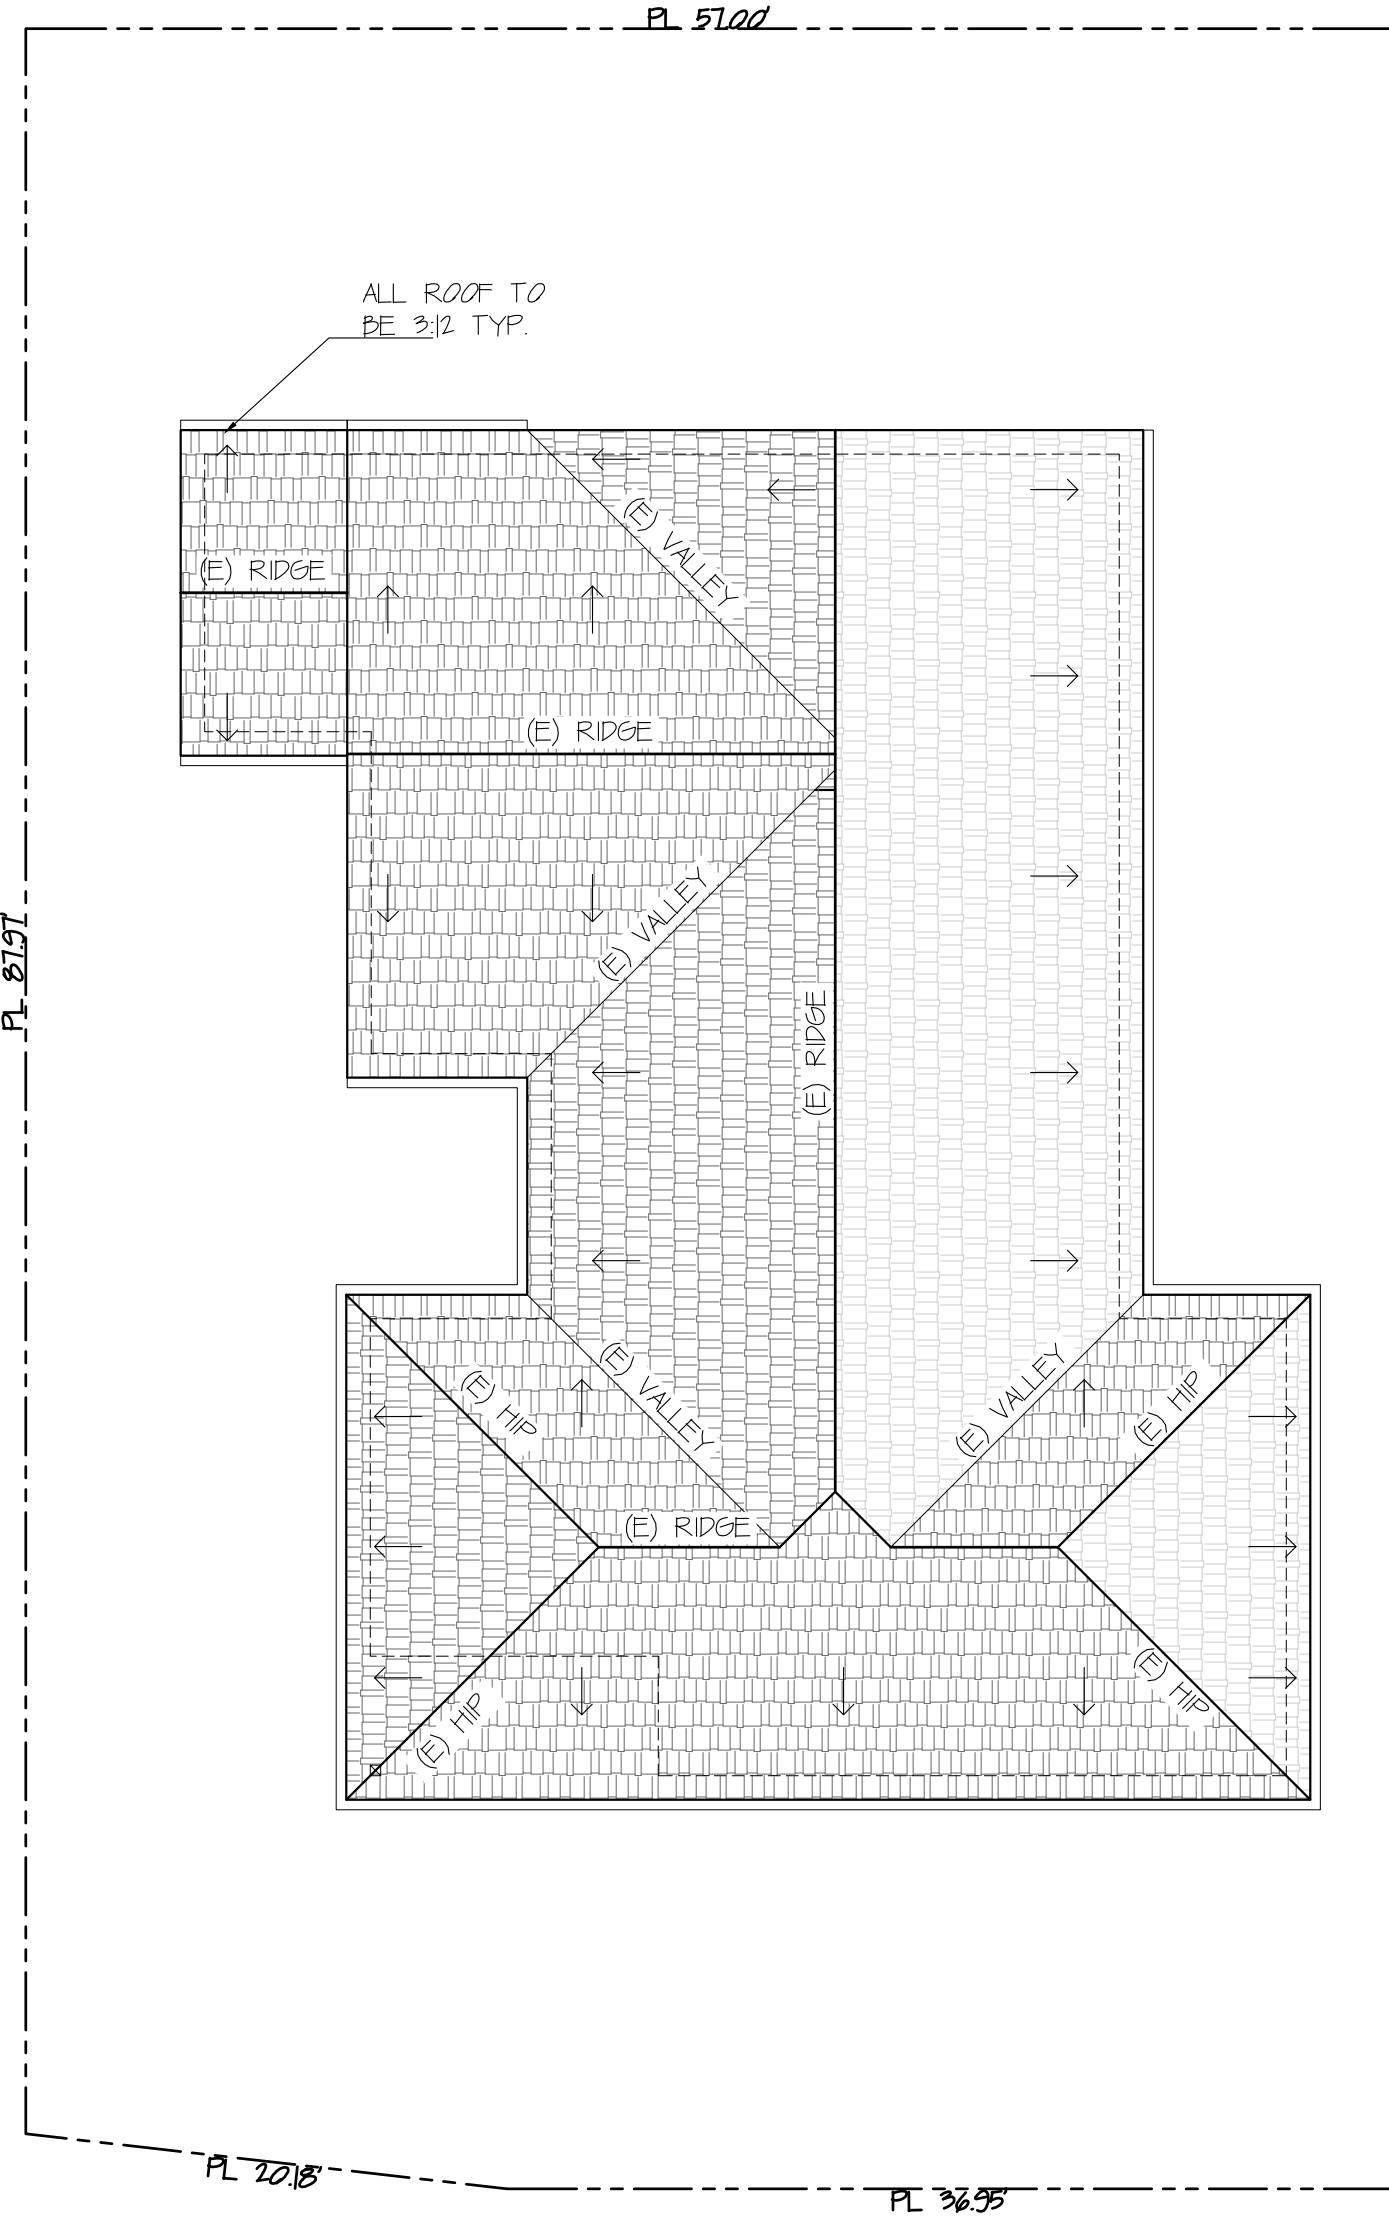 PL 57.00'
ALL ROOF TO
BE 3:12 TYP.
(E) VALLEY
(E) RIDGE
(E) RIDGE
(E) VALLEY
PL 87.97'
(E) RIDGE
(E) VALLEY
(E) VALLEY
(E) HIP
(E) HIP
(E) RIDGE
(E) HIP
(E) HIP
PL 20.18'
PL 36.95'